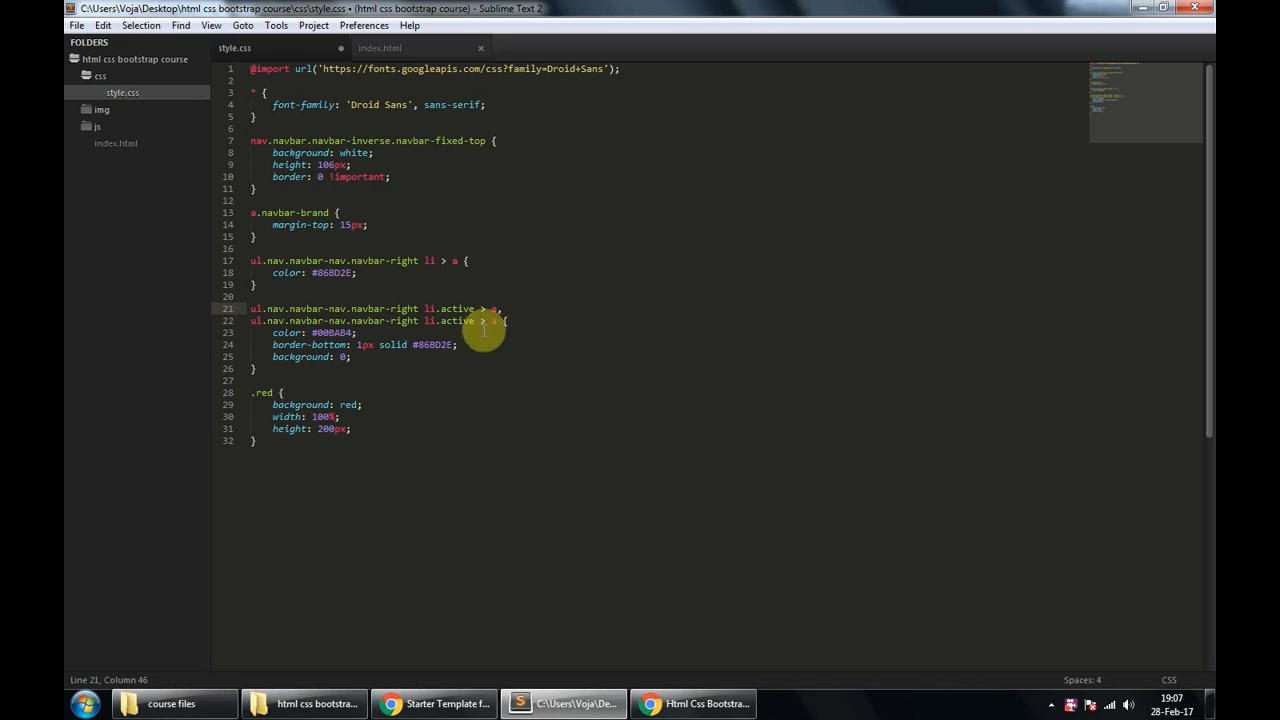 C:\Users\Voja\Desktop\html css bootstrap course\css\style.css • (html css bootstrap course) - Sublime Text 2
File Edit Selection Find View Goto Tools Project Preferences Help
FOLDERS
html css bootstrap course
css
style.css
img
js
index.html
style.css
index.html
1 @import url('https://fonts.googleapis.com/css?family=Droid+Sans');
2
3 * {
4 font-family: 'Droid Sans', sans-serif;
5 }
6
7 nav.navbar.navbar-inverse.navbar-fixed-top {
8 background: white;
9 height: 106px;
10 border: 0 !important;
11 }
12
13 a.navbar-brand {
14 margin-top: 15px;
15 }
16
17 ul.nav.navbar-nav.navbar-right li > a {
18 color: #86BD2E;
19 }
20
21 ul.nav.navbar-nav.navbar-right li.active > a,
22 ul.nav.navbar-nav.navbar-right li.active > a {
23 color: #00BAB4;
24 border-bottom: 1px solid #86BD2E;
25 background: 0;
26 }
27
28 .red {
29 background: red;
30 width: 100%;
31 height: 200px;
32 }
Line 21, Column 46
Spaces: 4
CSS
course files
html css bootstra...
Starter Template f...
C:\Users\Voja\De...
Html Css Bootstra...
19:07
28-Feb-17